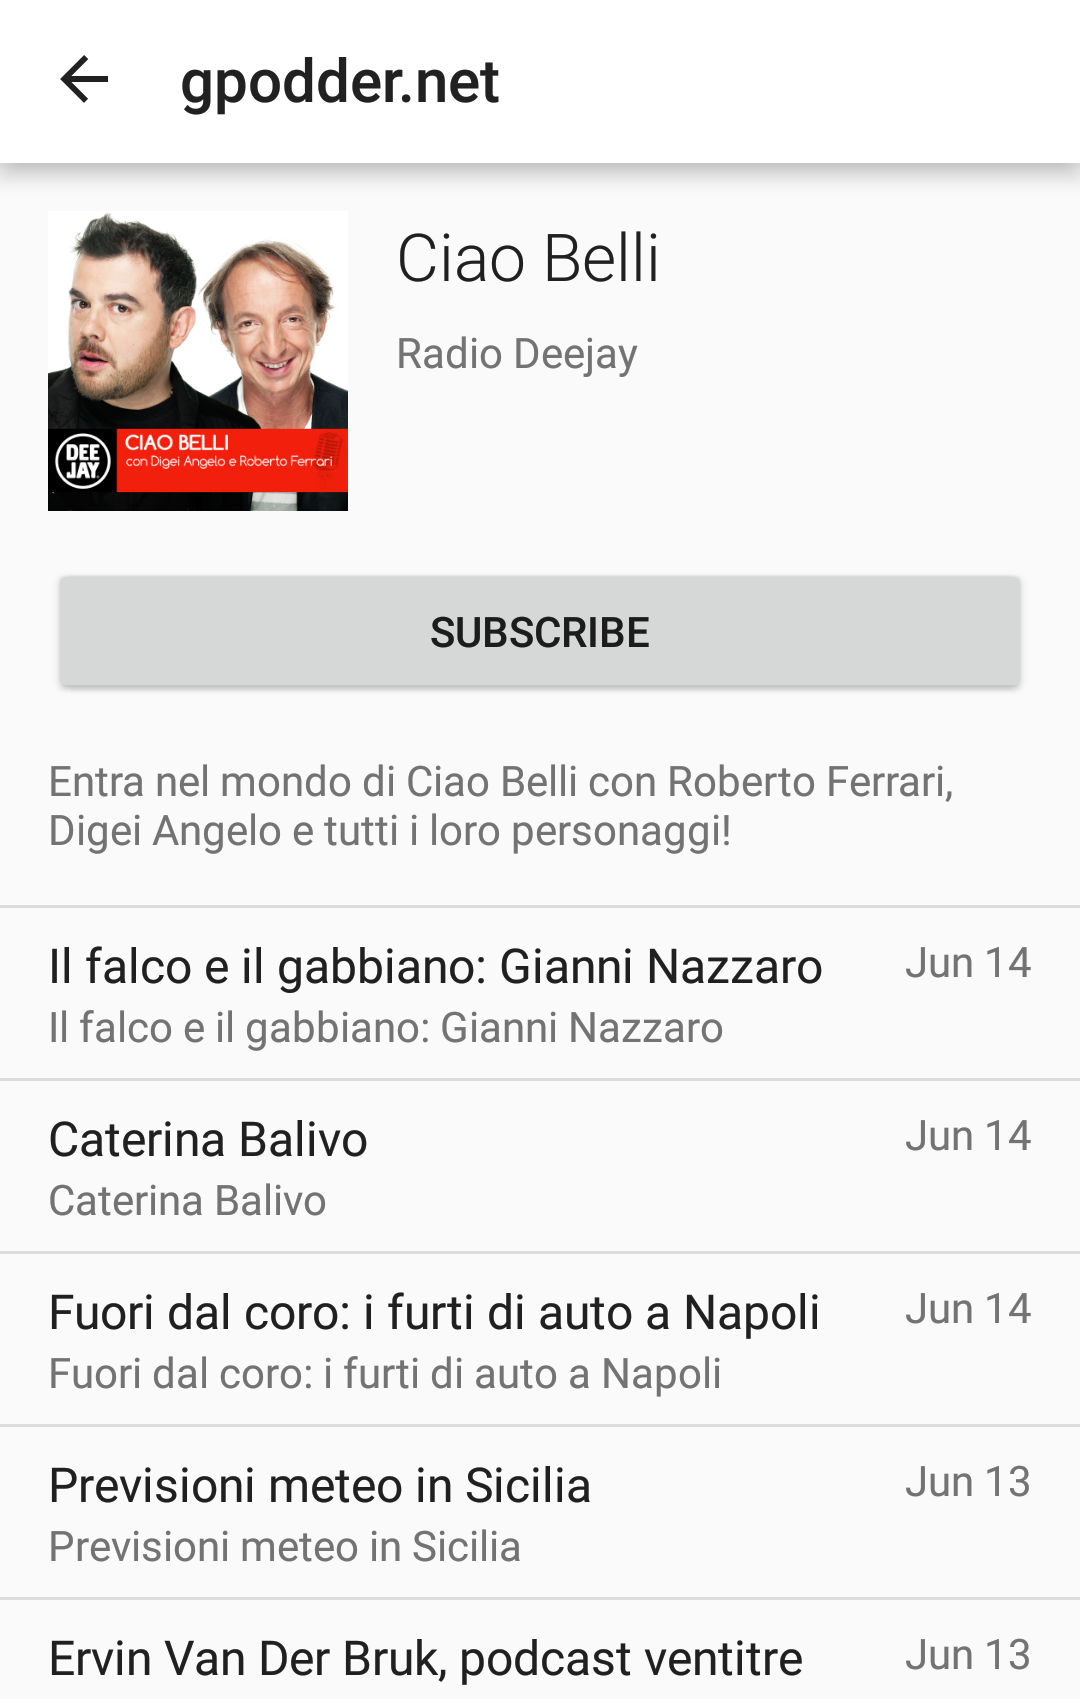 gpodder.net
Ciao Belli
Radio Deejay
DEE
JAY
CIAO BELLI
con Digei Angelo e Roberto Ferrari
SUBSCRIBE
Entra nel mondo di Ciao Belli con Roberto Ferrari,
Digei Angelo e tutti i loro personaggi!
Il falco e il gabbiano: Gianni Nazzaro Jun 14
Il falco e il gabbiano: Gianni Nazzaro
Caterina Balivo Jun 14
Caterina Balivo
Fuori dal coro: i furti di auto a Napoli Jun 14
Fuori dal coro: i furti di auto a Napoli
Previsioni meteo in Sicilia Jun 13
Previsioni meteo in Sicilia
Ervin Van Der Bruk, podcast ventitre Jun 13